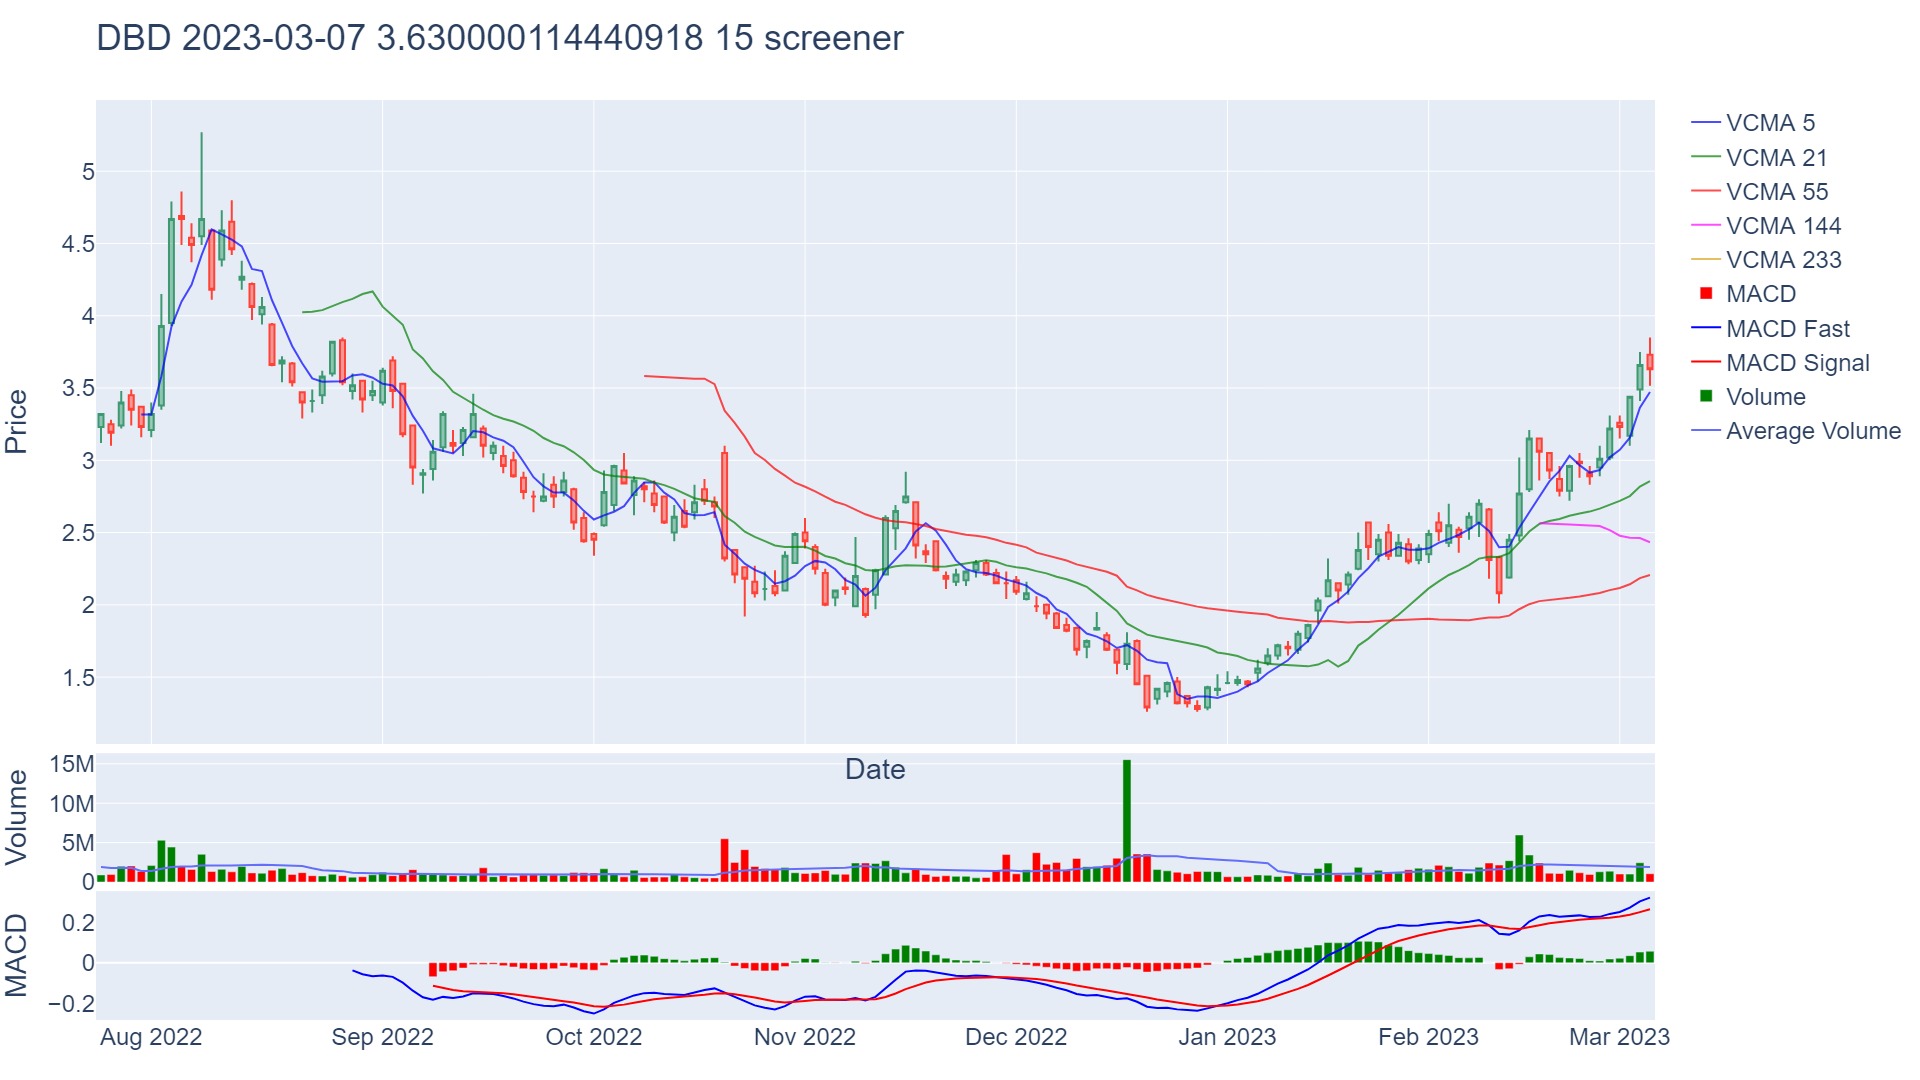 DBD 2023-03-07 3.630000114440918 15 screener
VCMA 5
VCMA 21
VCMA 55
VCMA 144
VCMA 233
MACD
MACD Fast
MACD Signal
Volume
Average Volume
Price
5
4.5
4
3.5
3
2.5
2
1.5
Date
Volume
15M
10M
5M
0
MACD
0.2
0
−0.2
Aug 2022
Sep 2022
Oct 2022
Nov 2022
Dec 2022
Jan 2023
Feb 2023
Mar 2023